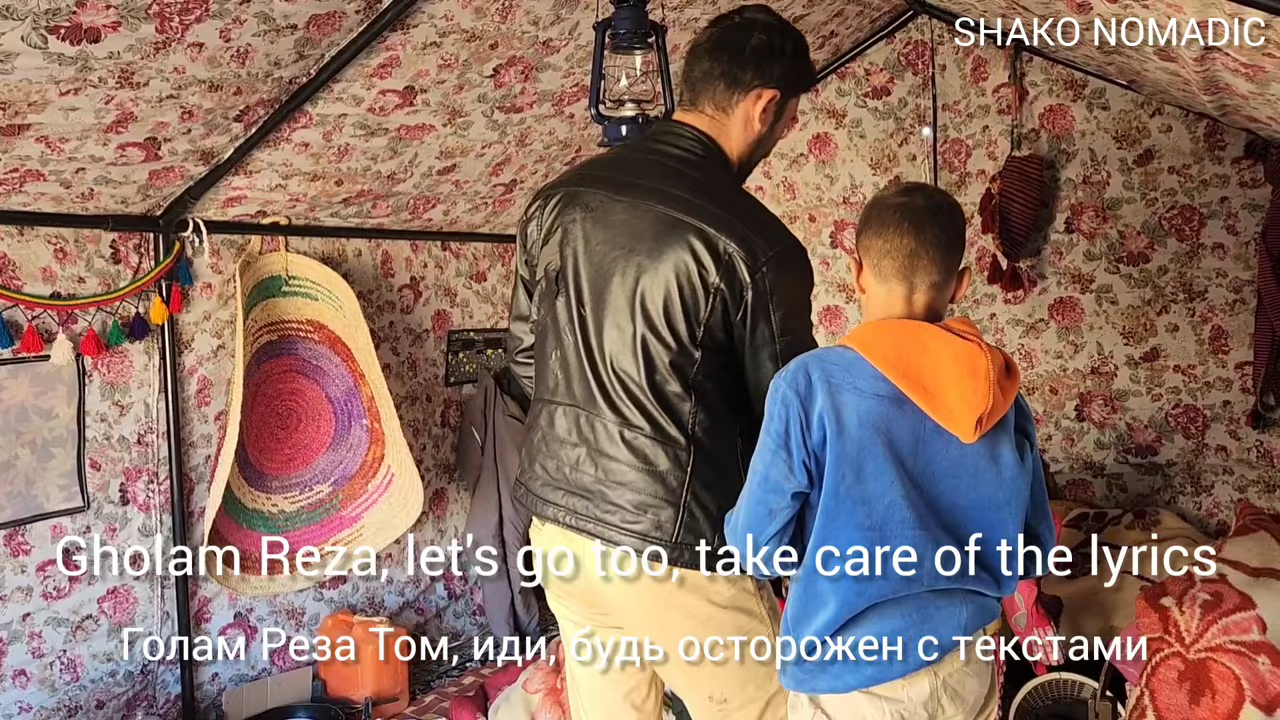 SHAKO NOMADIC
Gholam Reza, let's go too, take care of the lyrics
Голам Реза Том, иди, будь осторожен с текстами